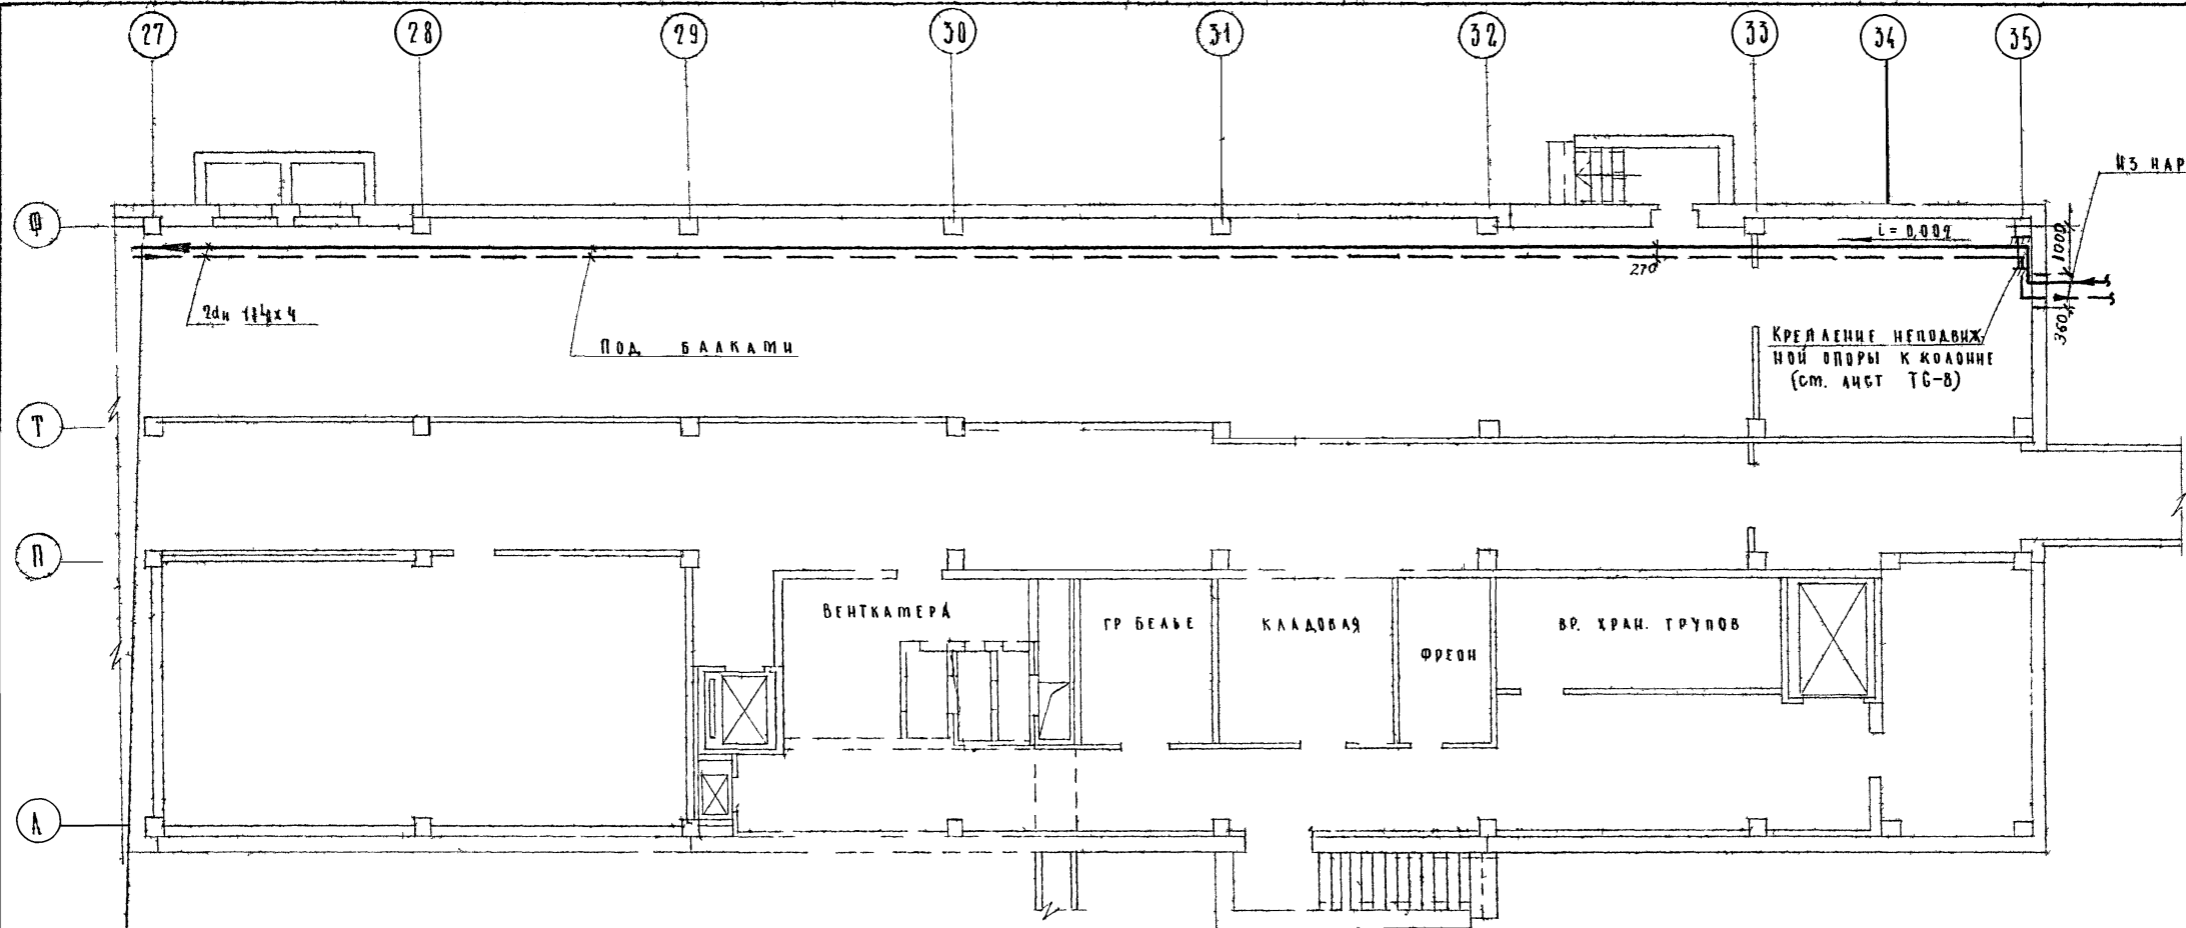 27 28 29 30 31 32 33 34 35
ИЗ НАР
Ф
i = 0,002
1000
270
2dн
Под балками
360
Крепление неподвиж-
ной опоры к колонне
(см. лист ТС-8)
Т
П
Венткамера
гр белье
кладовая
фреон
вр. хран. трупов
Л